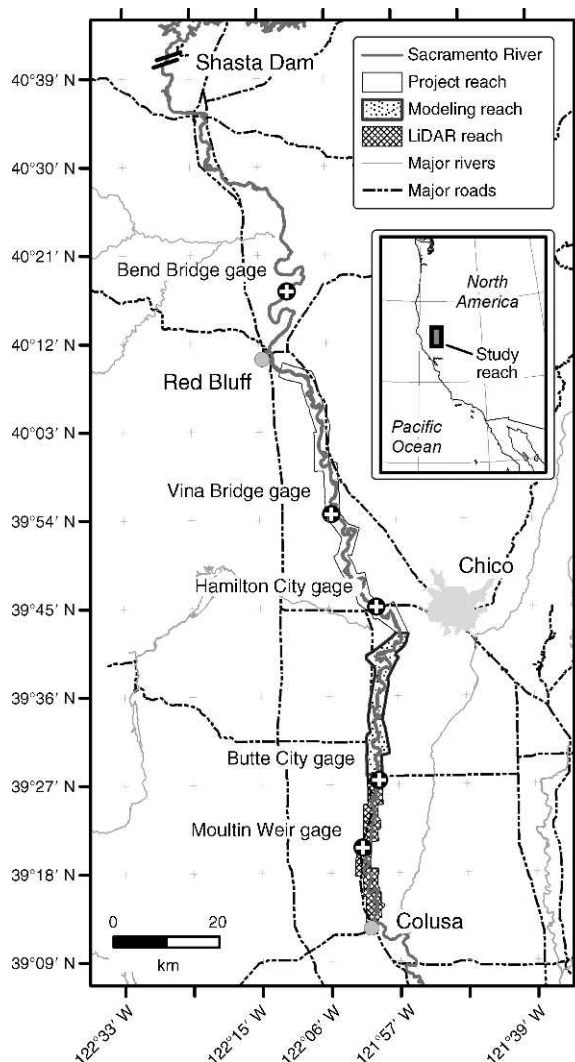 Shasta Dam
Sacramento River
Project reach
Modeling reach
LiDAR reach
Major rivers
Major roads
40°39′ N
40°30′ N
40°21′ N
Bend Bridge gage
North
America
Study
reach
Pacific
Ocean
40°12′ N
Red Bluff
40°03′ N
Vina Bridge gage
39°54′ N
Chico
Hamilton City gage
39°45′ N
39°36′ N
Butte City gage
39°27′ N
Moultin Weir gage
39°18′ N
Colusa
0 20
km
39°09′ N
122°33′ W
122°15′ W
122°06′ W
121°57′ W
121°39′ W